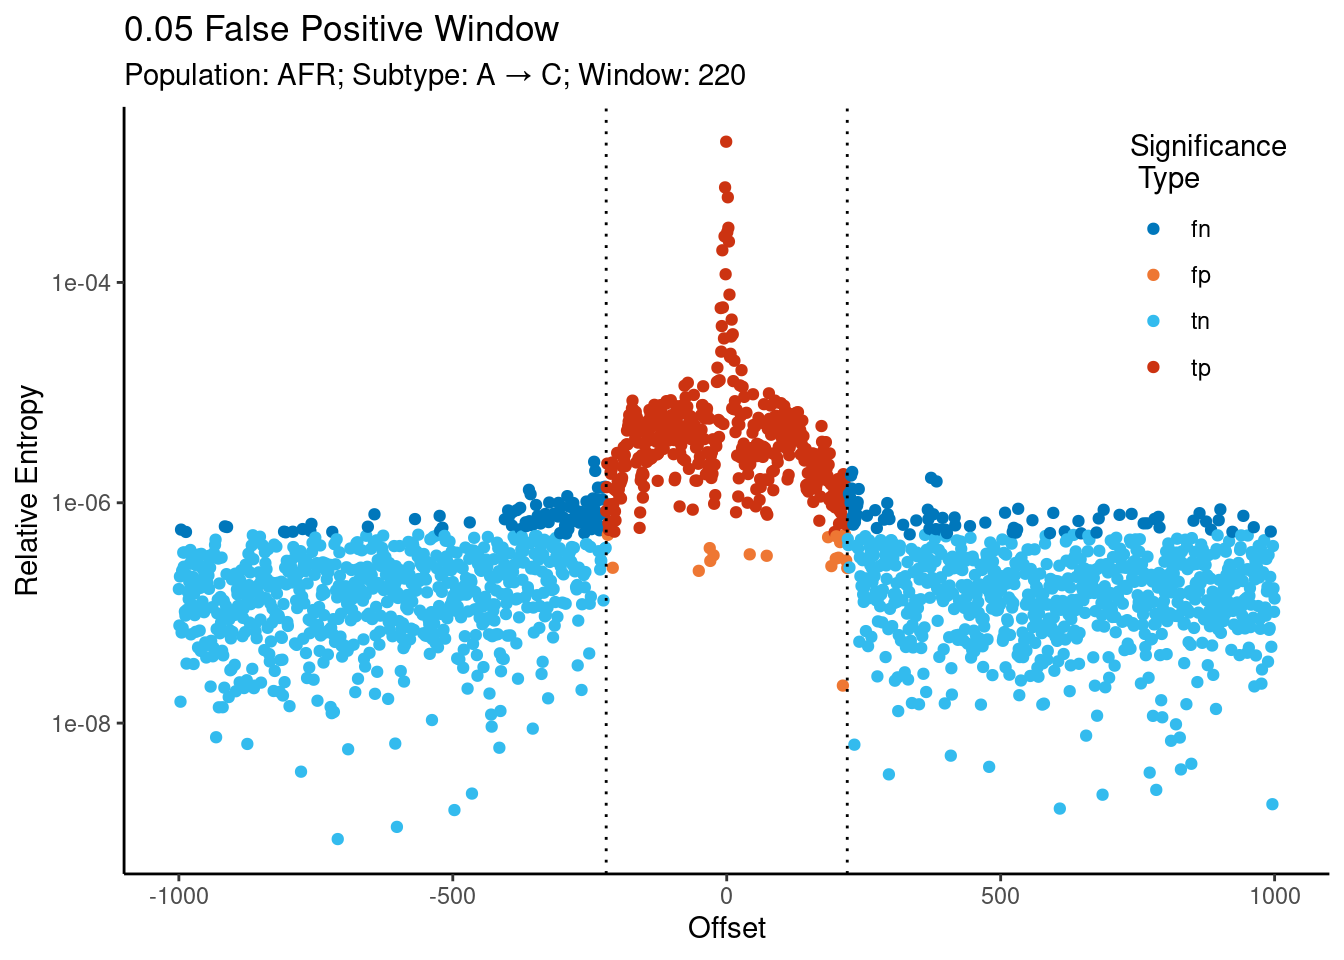 0.05 False Positive Window
Population: AFR; Subtype: A → C; Window: 220
Significance
Type
fn
fp
tn
tp
Relative Entropy
1e-04
1e-06
1e-08
-1000
-500
0
500
1000
Offset